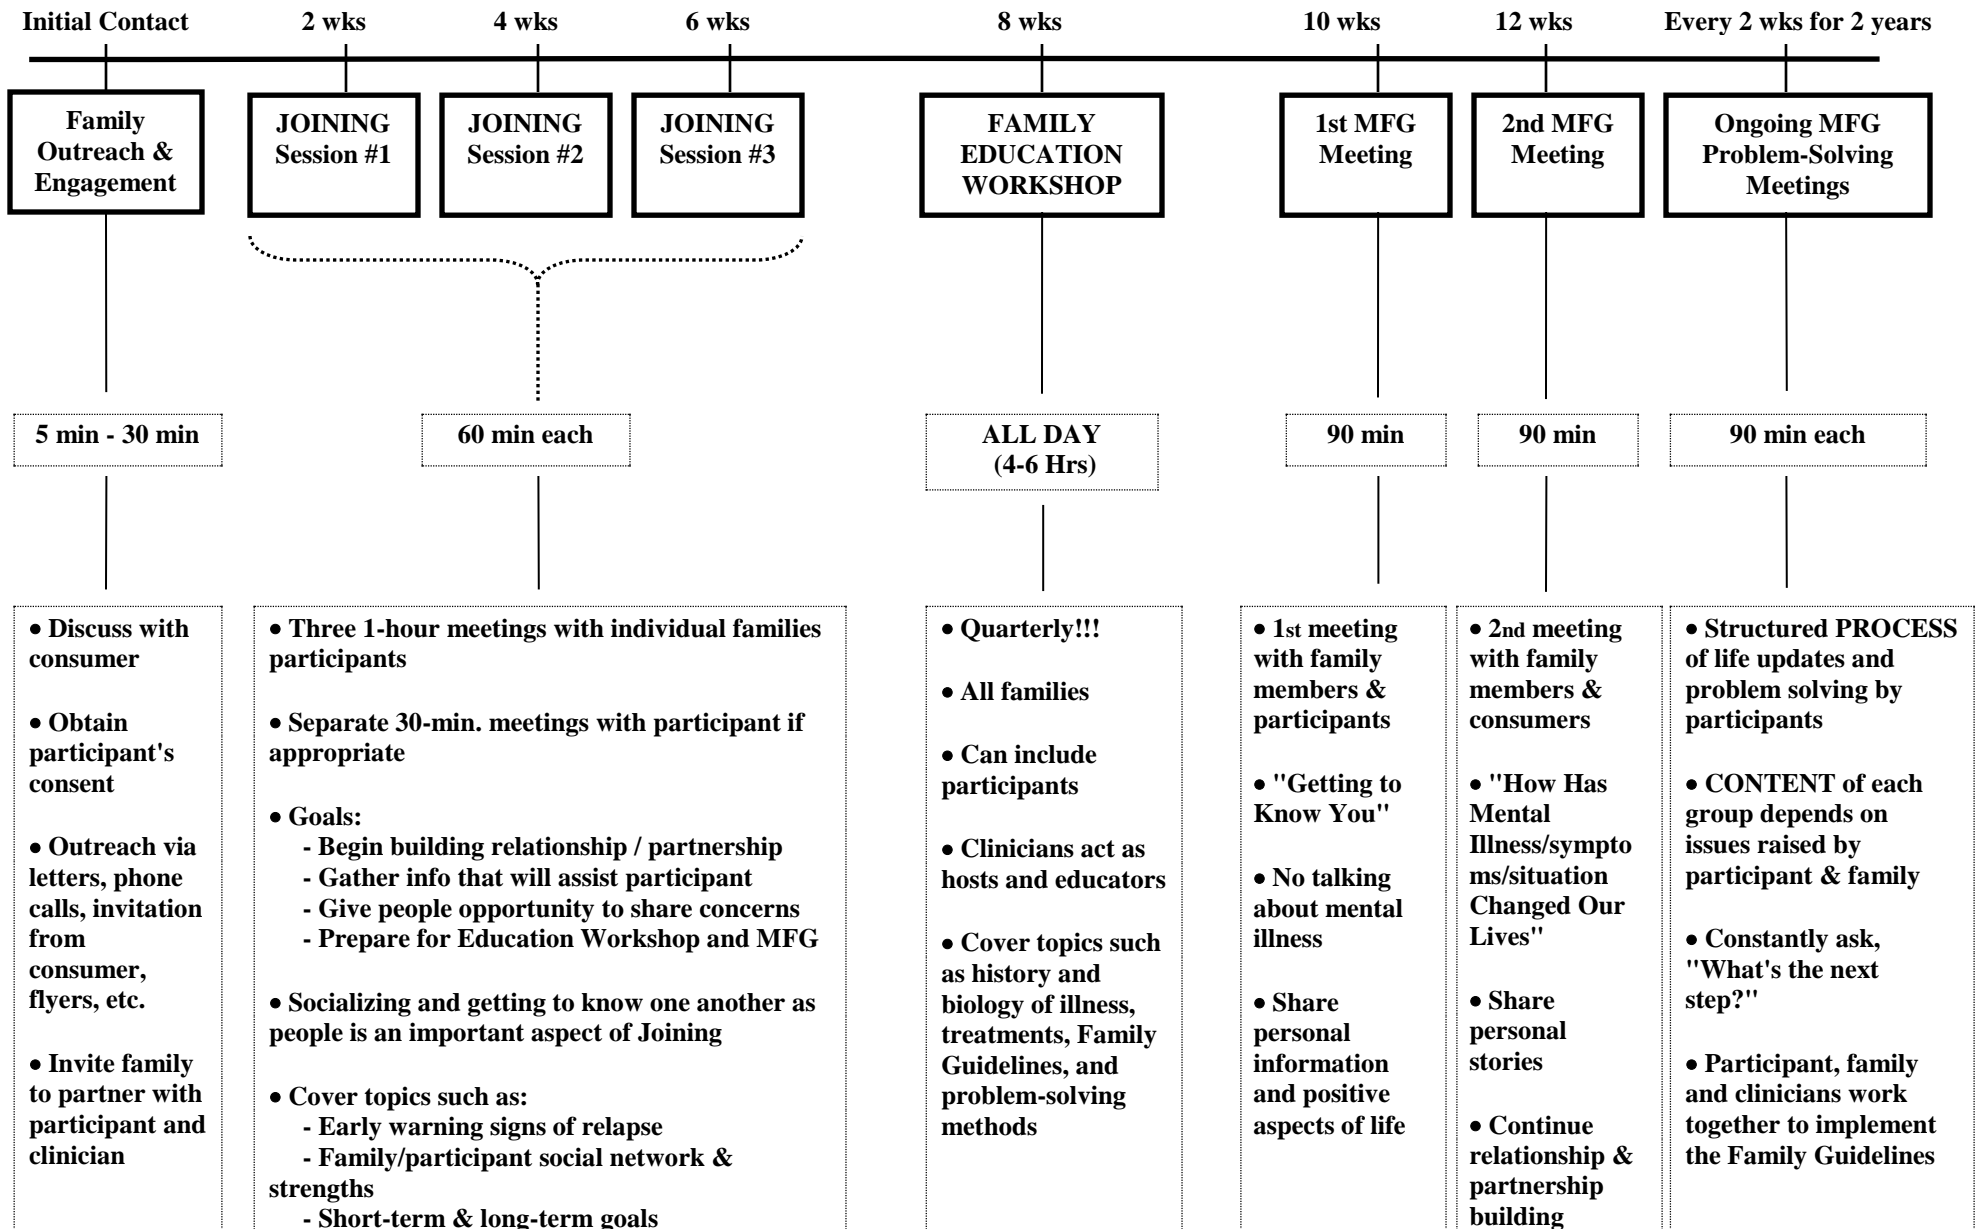 Initial Contact
2 wks
4 wks
6 wks
8 wks
10 wks
12 wks
Every 2 wks for 2 years
Family
Outreach &
Engagement
JOINING
Session #1
JOINING
Session #2
JOINING
Session #3
FAMILY
EDUCATION
WORKSHOP
1st MFG
Meeting
2nd MFG
Meeting
Ongoing MFG
Problem-Solving
Meetings
5 min - 30 min
60 min each
ALL DAY
(4-6 Hrs)
90 min
90 min
90 min each
• Discuss with
consumer
• Obtain
participant's
consent
• Outreach via
letters, phone
calls, invitation
from
consumer,
flyers, etc.
• Invite family
to partner with
participant and
clinician
• Three 1-hour meetings with individual families
participants
• Separate 30-min. meetings with participant if
appropriate
• Goals:
- Begin building relationship / partnership
- Gather info that will assist participant
- Give people opportunity to share concerns
- Prepare for Education Workshop and MFG
• Socializing and getting to know one another as
people is an important aspect of Joining
• Cover topics such as:
- Early warning signs of relapse
- Family/participant social network &
strengths
- Short-term & long-term goals
• Quarterly!!!
• All families
• Can include
participants
• Clinicians act as
hosts and educators
• Cover topics such
as history and
biology of illness,
treatments, Family
Guidelines, and
problem-solving
methods
• 1st meeting
with family
members &
participants
• "Getting to
Know You"
• No talking
about mental
illness
• Share
personal
information
and positive
aspects of life
• 2nd meeting
with family
members &
consumers
• "How Has
Mental
Illness/sympto
ms/situation
Changed Our
Lives"
• Share
personal
stories
• Continue
relationship &
partnership
building
• Structured PROCESS
of life updates and
problem solving by
participants
• CONTENT of each
group depends on
issues raised by
participant & family
• Constantly ask,
"What's the next
step?"
• Participant, family
and clinicians work
together to implement
the Family Guidelines